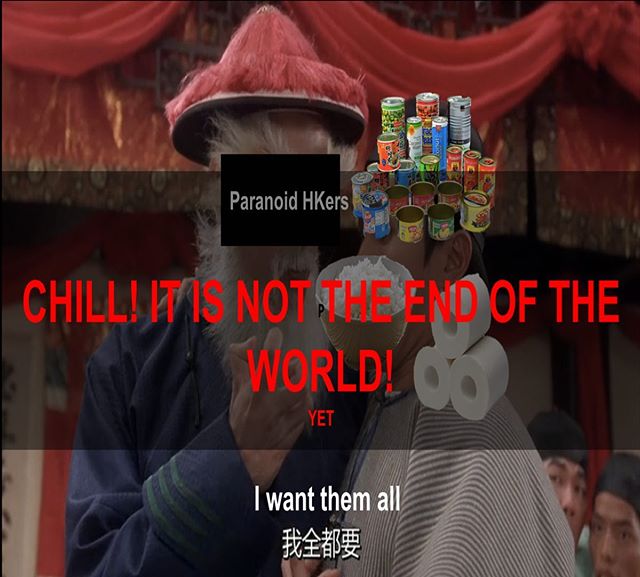 Paranoid HKers
CHILL! IT IS NOT THE END OF THE
WORLD!
YET
I want them all
我全都要